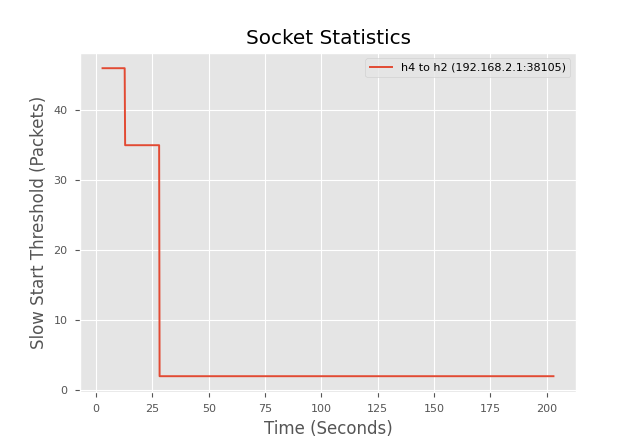 Socket Statistics
h4 to h2 (192.168.2.1:38105)
Slow Start Threshold (Packets)
40
30
20
10
0
0 25 50 75 100 125 150 175 200
Time (Seconds)